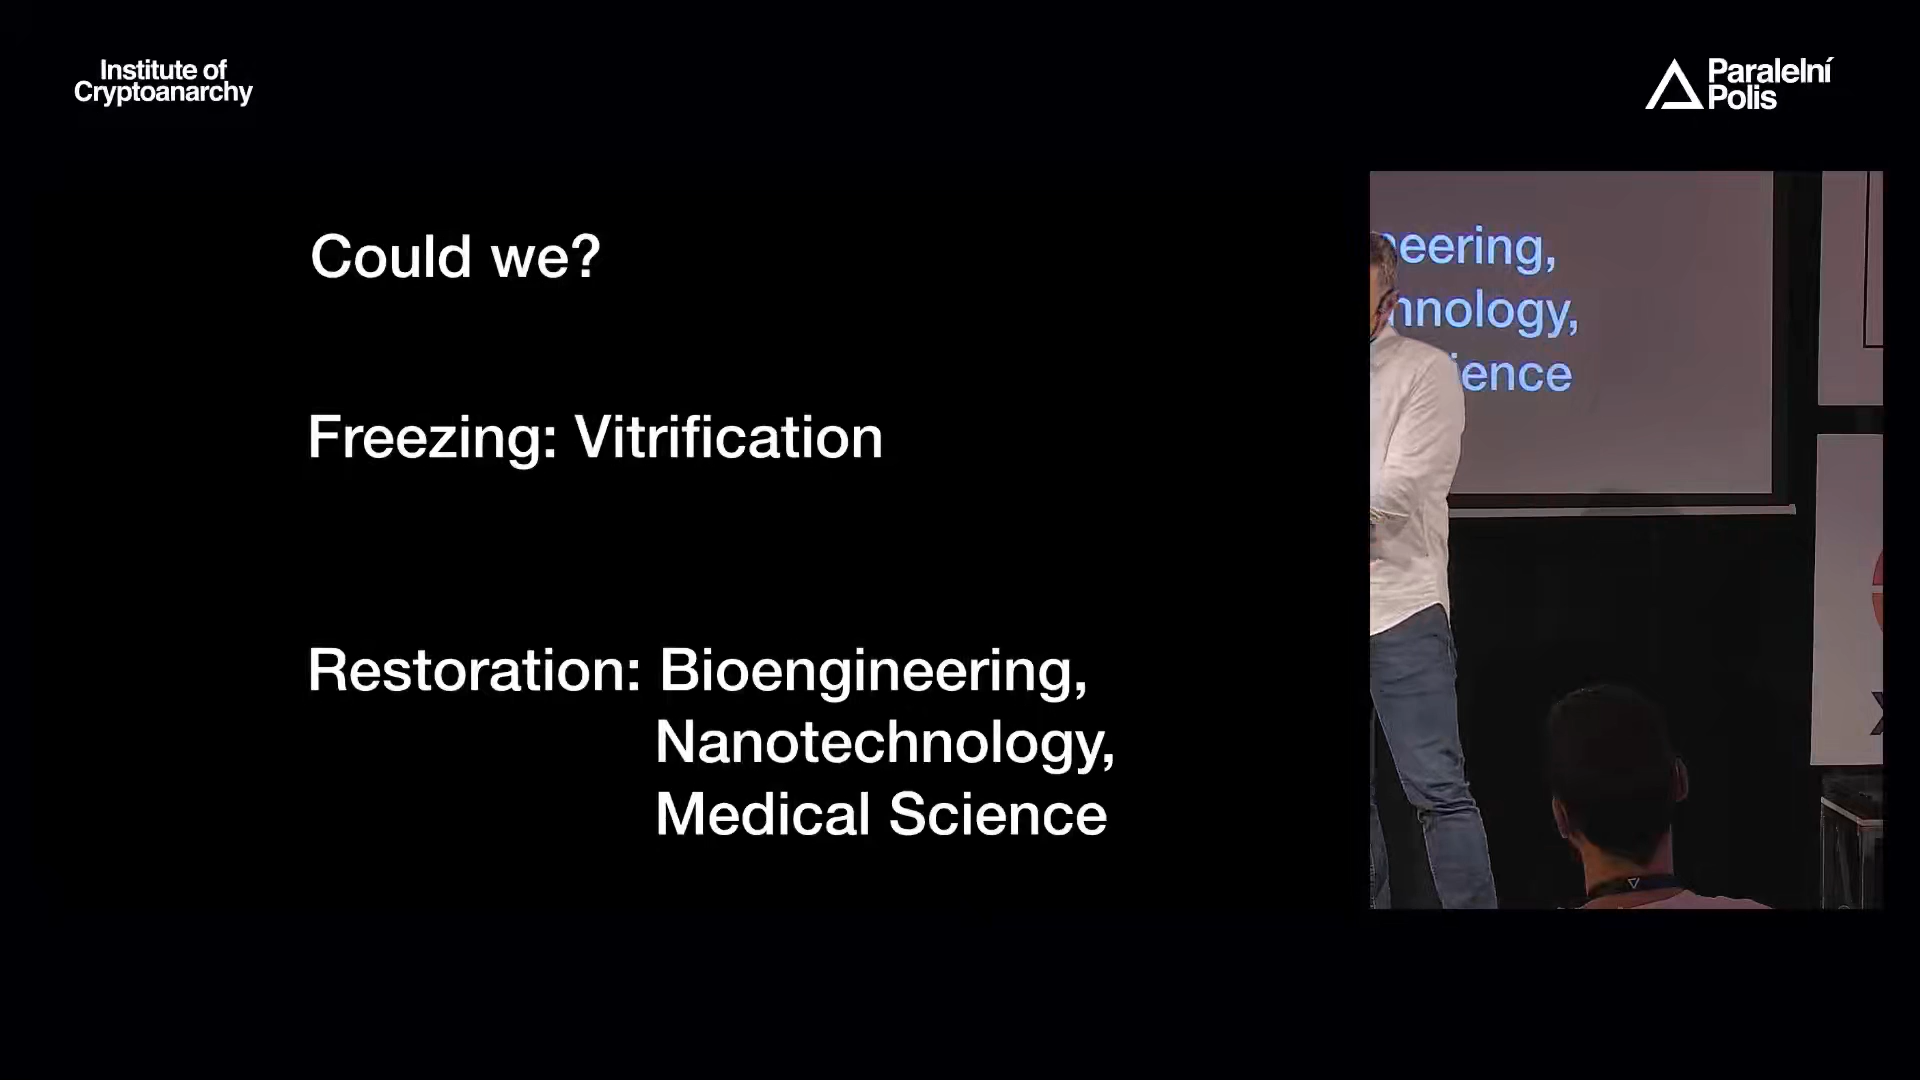 Institute of
Cryptoanarchy
Paralelní
Polis
Could we?
Freezing: Vitrification
Restoration: Bioengineering,
Nanotechnology,
Medical Science